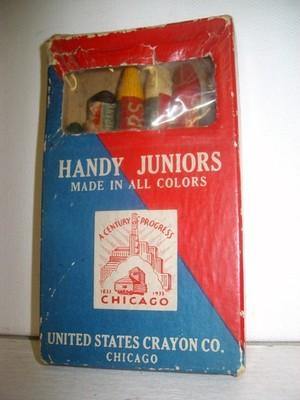 HANDY JUNIORS
MADE IN ALL COLORS
A CENTURY OF PROGRESS
1833 1933
CHICAGO
UNITED STATES CRAYON CO.
CHICAGO